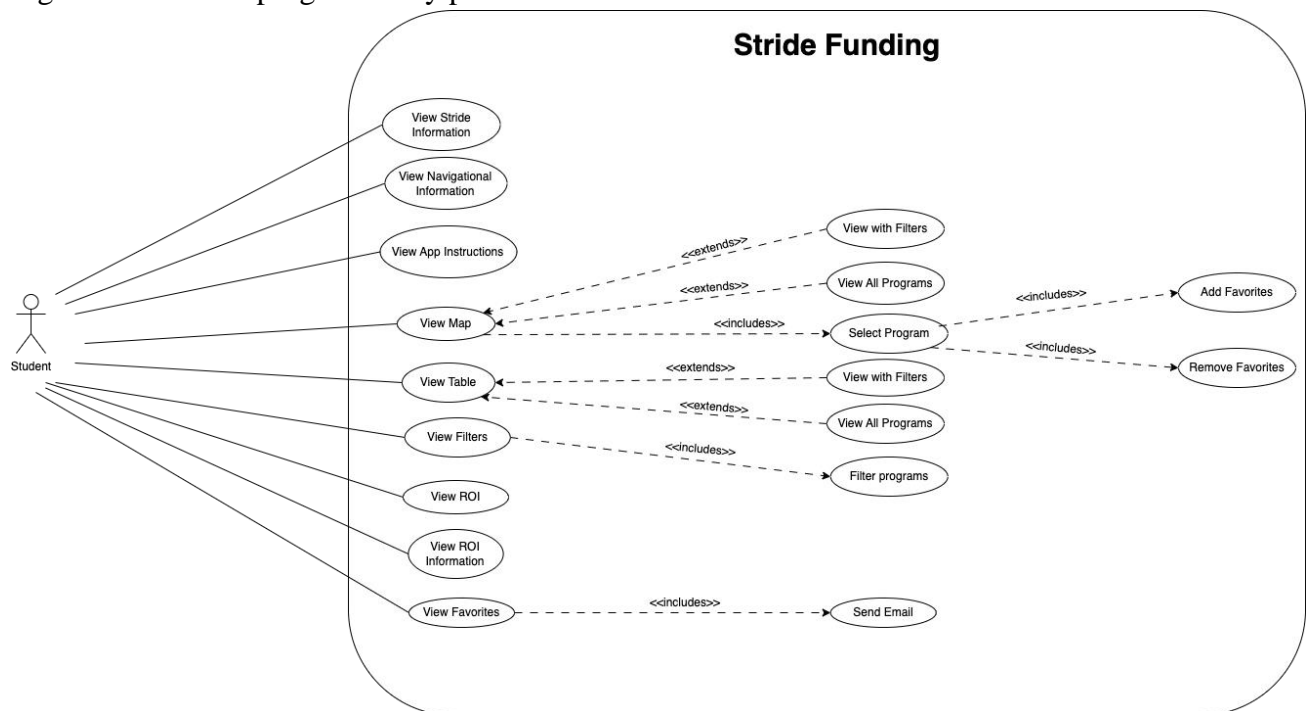 Stride Funding
View Stride
Information
View Navigational
Information
View App Instructions
View with Filters
<<extends>>
View All Programs
<<extends>>
Add Favorites
<<includes>>
View Map
<<includes>>
Select Program
<<includes>>
Student
Remove Favorites
<<extends>>
View with Filters
View Table
<<extends>>
View All Programs
View Filters
<<includes>>
Filter programs
View ROI
View ROI
Information
<<includes>>
View Favorites
Send Email